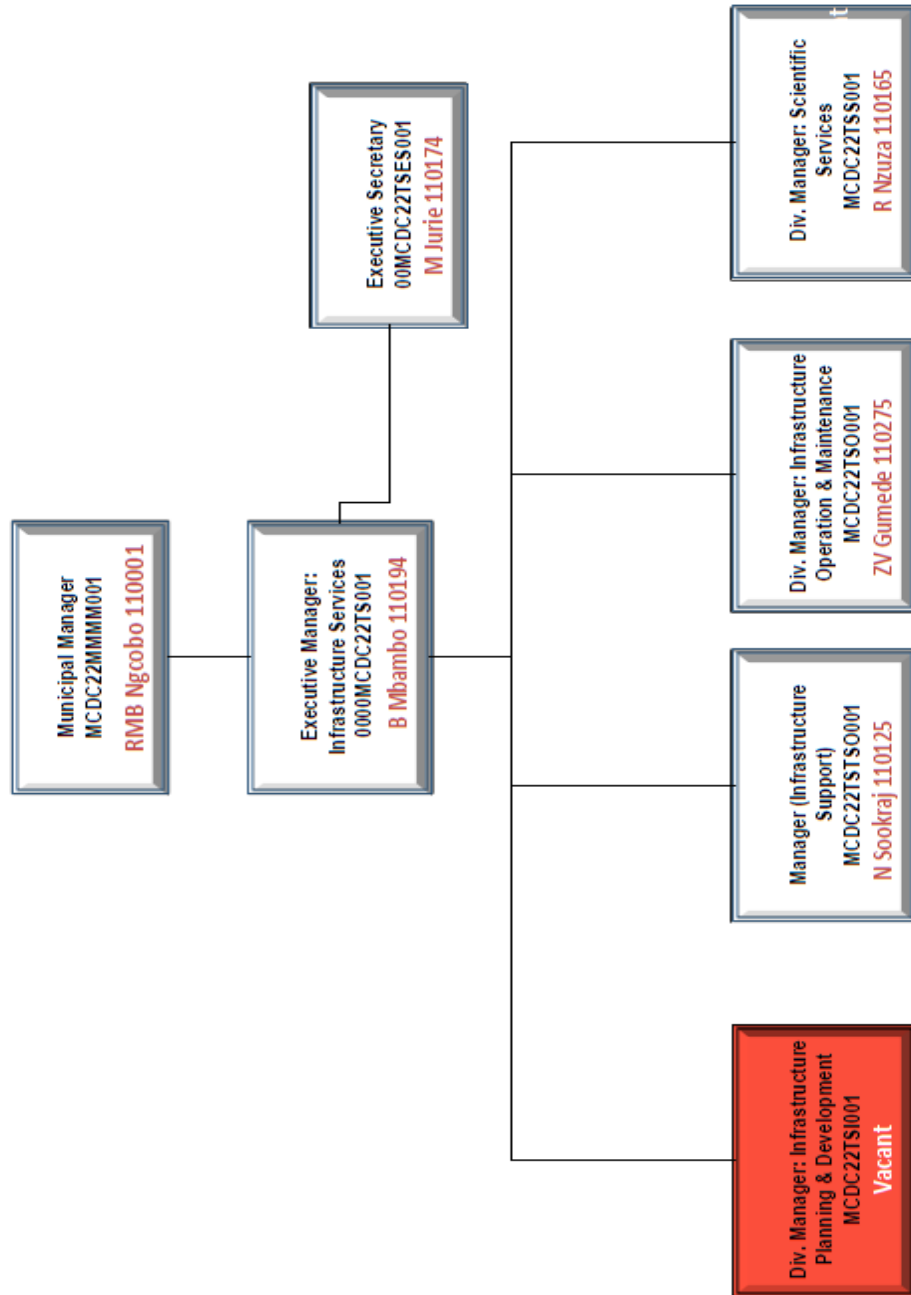 Municipal Manager
MCDC22MMMM001
RMB Ngcobo 110001
Executive Manager:
Infrastructure Services
0000MCDC22TS001
B Mbambo 110194
Executive Secretary
00MCDC22TSES001
M Jurie 110174
Div. Manager: Infrastructure
Planning & Development
MCDC22TSI001
Vacant
Manager (Infrastructure
Support)
MCDC22TSTSO001
N Sookraj 110125
Div. Manager: Infrastructure
Operation & Maintenance
MCDC22TSO001
ZV Gumede 110275
Div. Manager: Scientific
Services
MCDC22TSS001
R Nzuza 110165